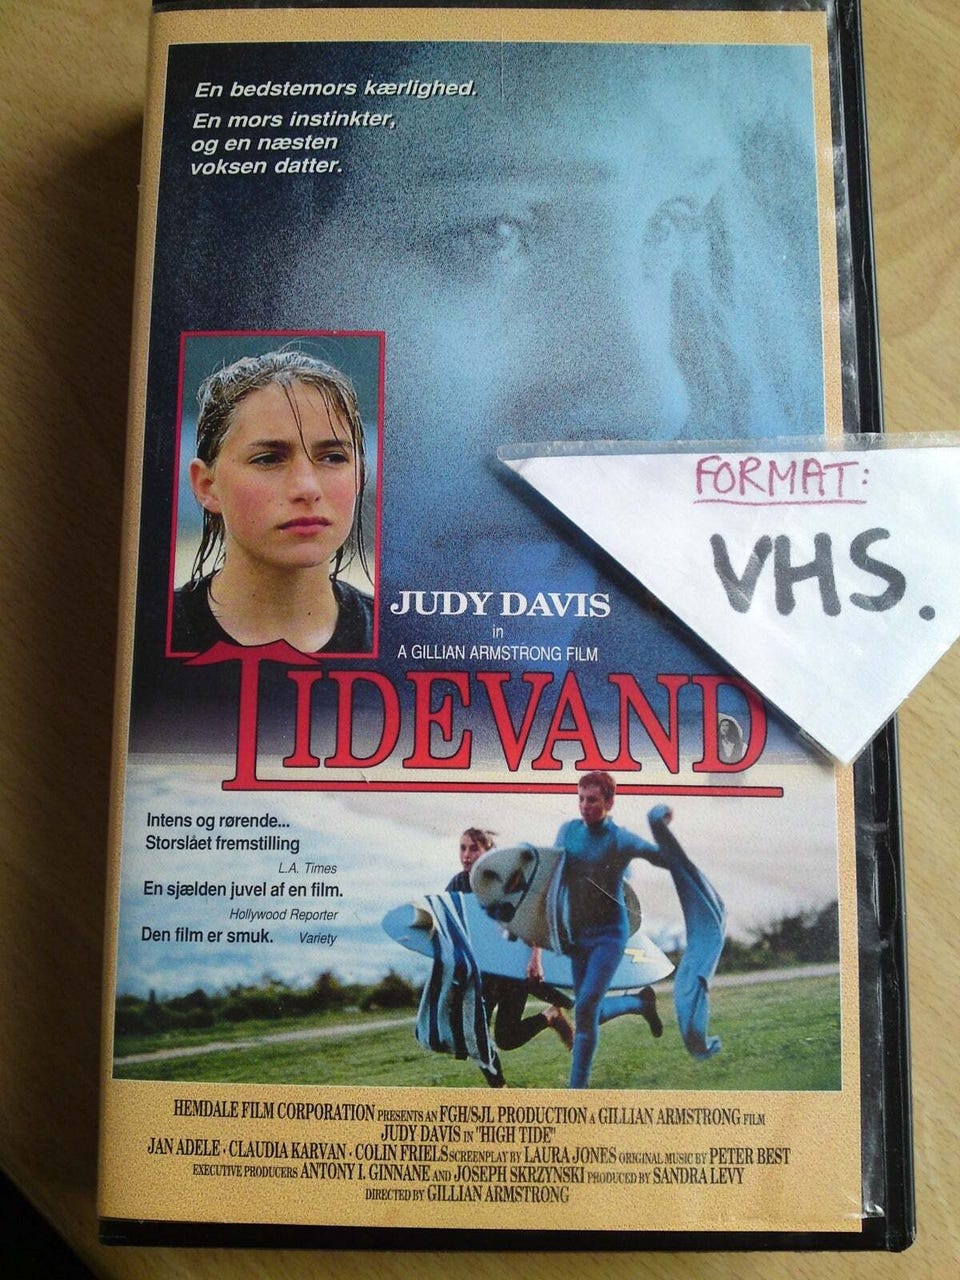 En bedstemors kærlighed.
En mors instinkter,
og en næsten
voksen datter.
FORMAT:
VHS.
JUDY DAVIS
in
A GILLIAN ARMSTRONG FILM
TIDEVAND
Intens og rørende...
Storslået fremstilling
L.A. Times
En sjælden juvel af en film.
Hollywood Reporter
Den film er smuk. Variety
HEMDALE FILM CORPORATION PRESENTS AN FGH/SJL PRODUCTION A GILLIAN ARMSTRONG FILM
JUDY DAVIS IN "HIGH TIDE"
JAN ADELE · CLAUDIA KARVAN · COLIN FRIELS SCREENPLAY BY LAURA JONES ORIGINAL MUSIC BY PETER BEST
EXECUTIVE PRODUCERS ANTONY I. GINNANE AND JOSEPH SKRZYNSKI PRODUCED BY SANDRA LEVY
DIRECTED BY GILLIAN ARMSTRONG